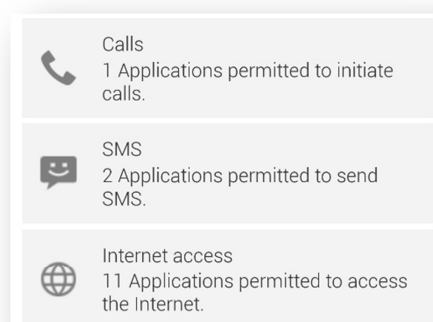 Calls
1 Applications permitted to initiate
calls.
SMS
2 Applications permitted to send
SMS.
Internet access
11 Applications permitted to access
the Internet.